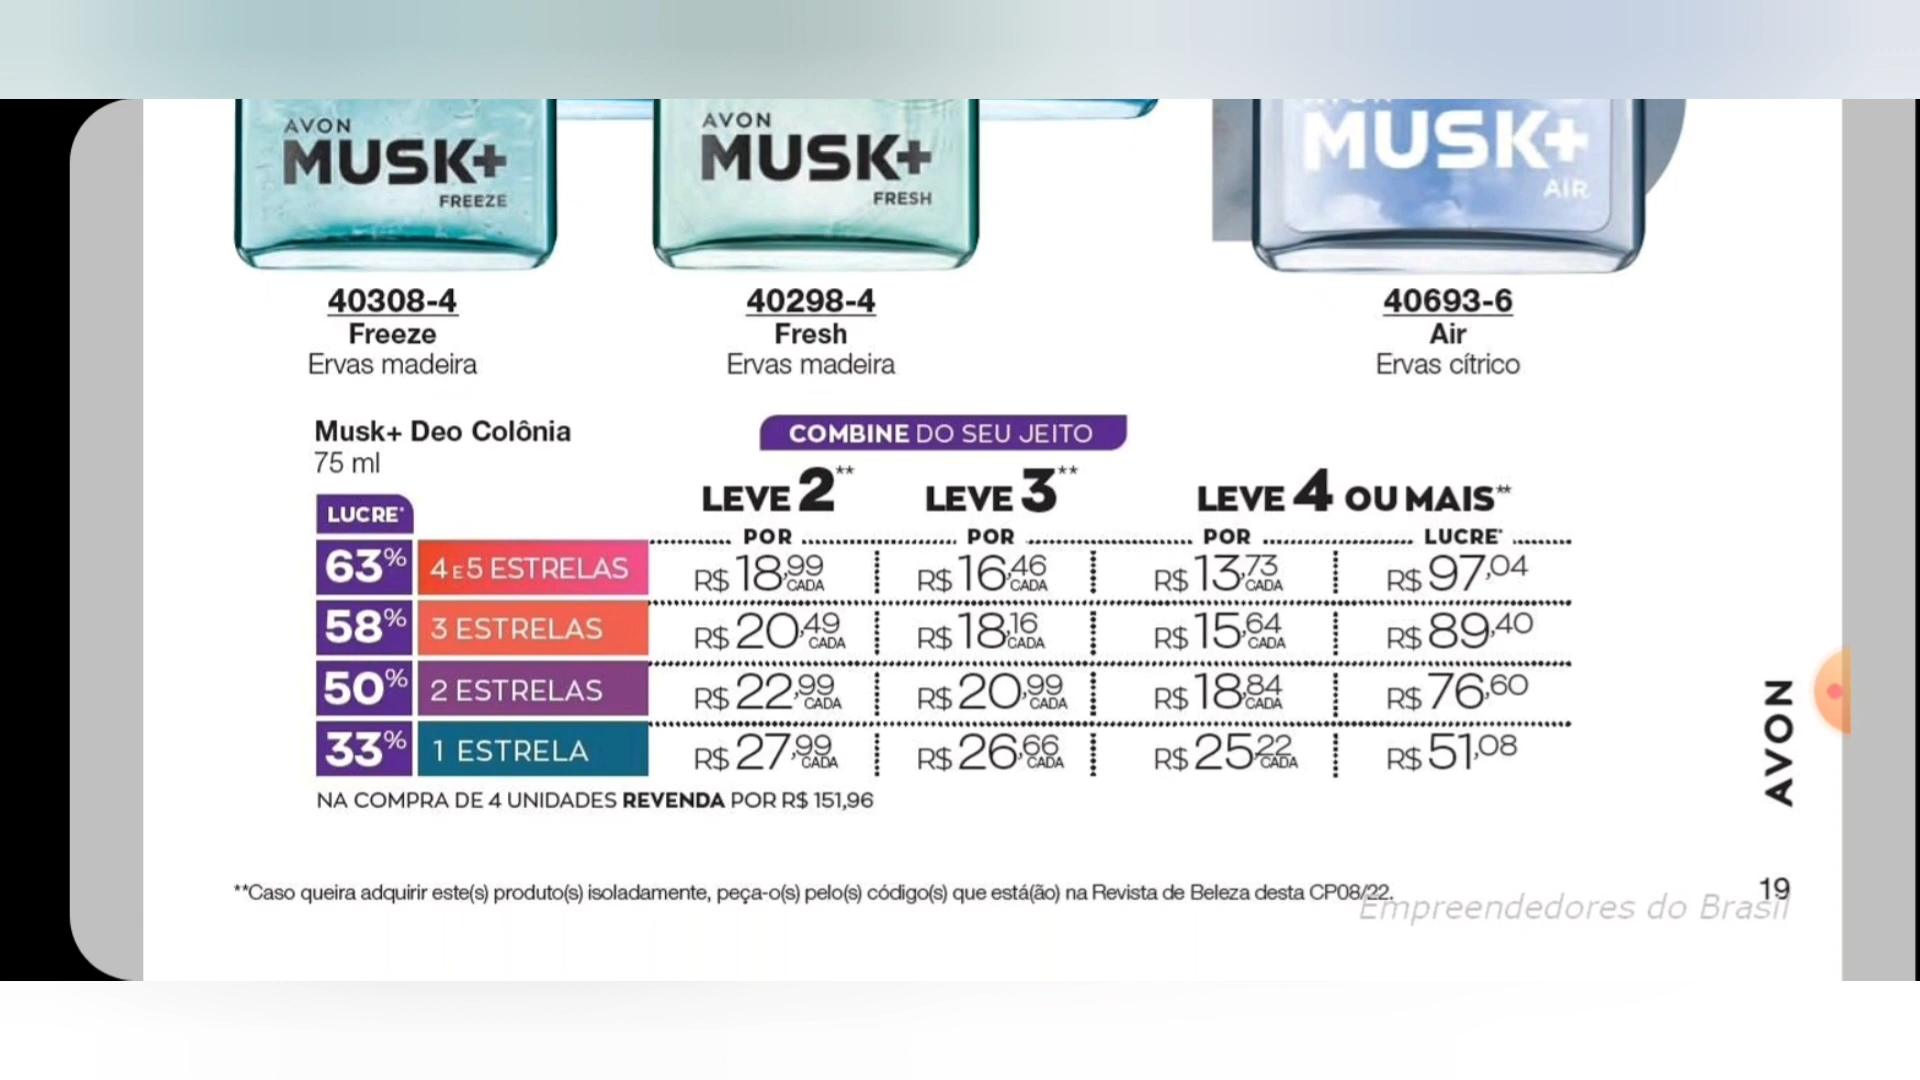 AVON
MUSK+
FREEZE
AVON
MUSK+
FRESH
MUSK+
AIR
40308-4
Freeze
Ervas madeira
40298-4
Fresh
Ervas madeira
40693-6
Air
Ervas cítrico
Musk+ Deo Colônia
75 ml
COMBINE DO SEU JEITO
LEVE 2** LEVE 3** LEVE 4 OU MAIS**
LUCRE*
POR POR POR LUCRE*
63% 4 E 5 ESTRELAS R$ 18,99 CADA R$ 16,46 CADA R$ 13,73 CADA R$ 97,04
58% 3 ESTRELAS R$ 20,49 CADA R$ 18,16 CADA R$ 15,64 CADA R$ 89,40
50% 2 ESTRELAS R$ 22,99 CADA R$ 20,99 CADA R$ 18,84 CADA R$ 76,60
33% 1 ESTRELA R$ 27,99 CADA R$ 26,66 CADA R$ 25,22 CADA R$ 51,08
NA COMPRA DE 4 UNIDADES REVENDA POR R$ 151,96
AVON
**Caso queira adquirir este(s) produto(s) isoladamente, peça-o(s) pelo(s) código(s) que está(ão) na Revista de Beleza desta CP08/22.
19
Empreendedores do Brasil